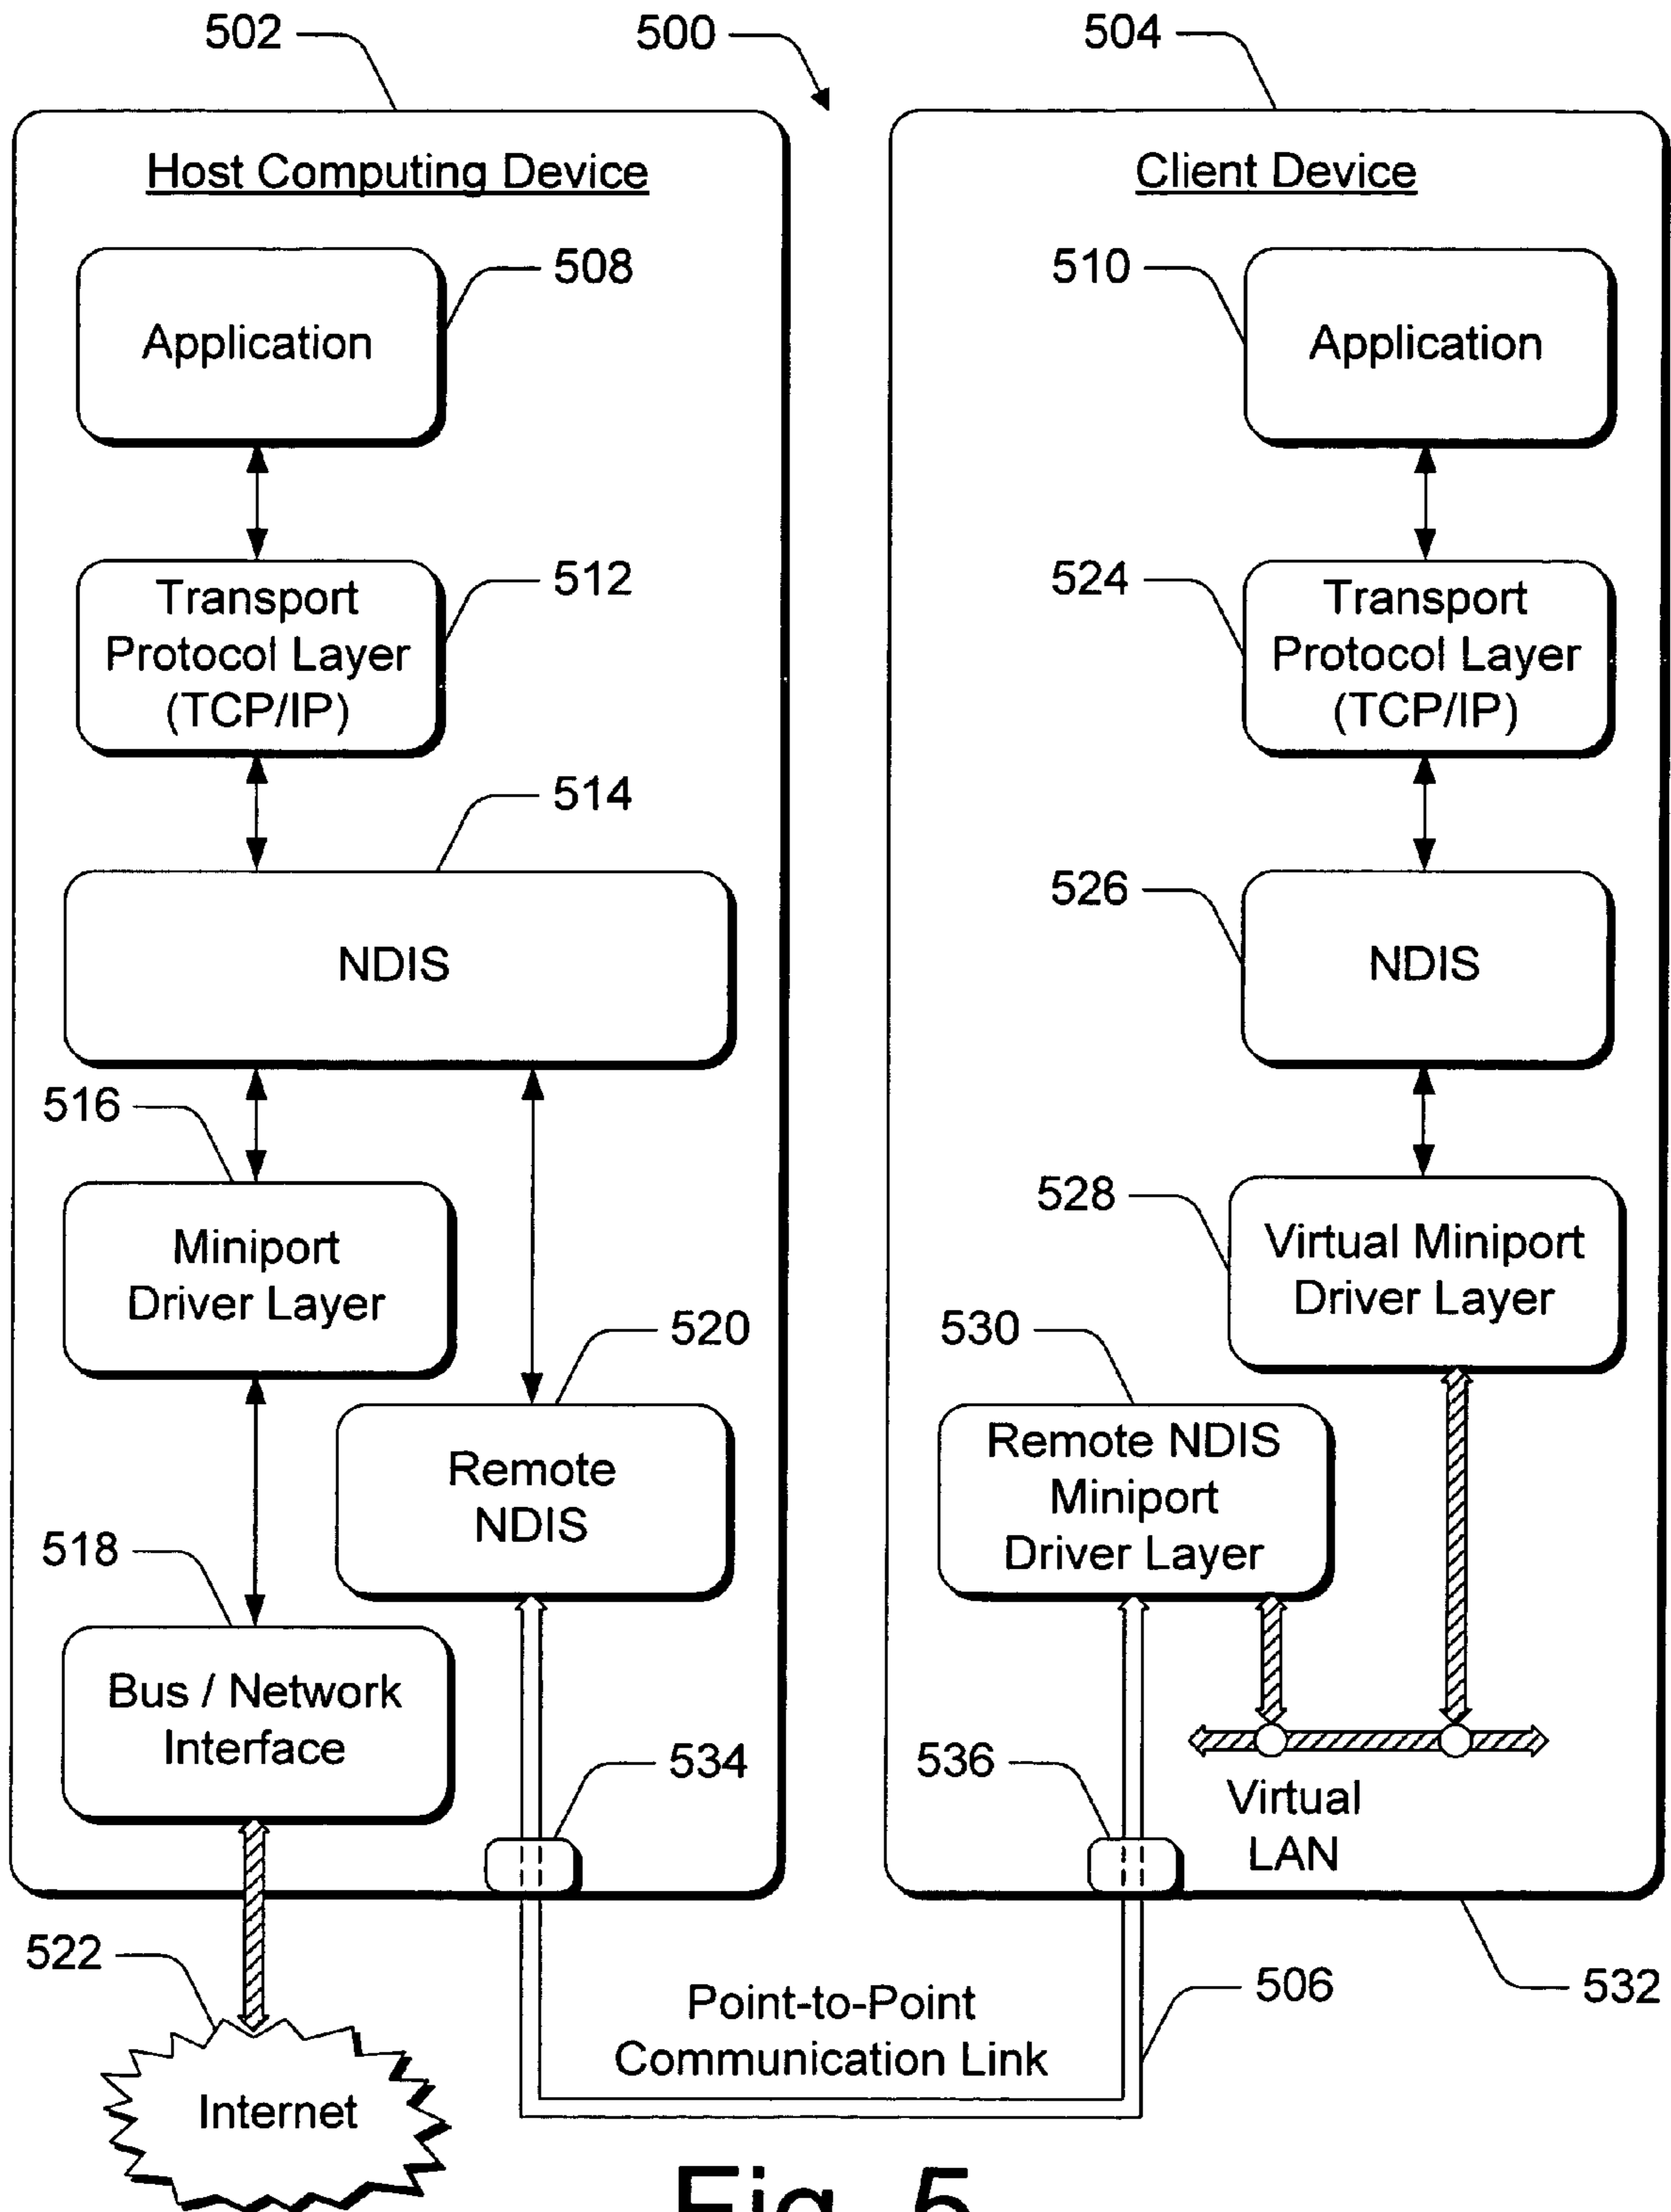 502
500
504
Host Computing Device
Client Device
508
510
Application
Application
512
524
Transport
Protocol Layer
(TCP/IP)
Transport
Protocol Layer
(TCP/IP)
514
526
NDIS
NDIS
516
528
Miniport
Driver Layer
Virtual Miniport
Driver Layer
520
530
Remote
NDIS
Remote NDIS
Miniport
Driver Layer
518
Bus / Network
Interface
534
536
Virtual
LAN
522
506
532
Point-to-Point
Communication Link
Internet
Fig. 5